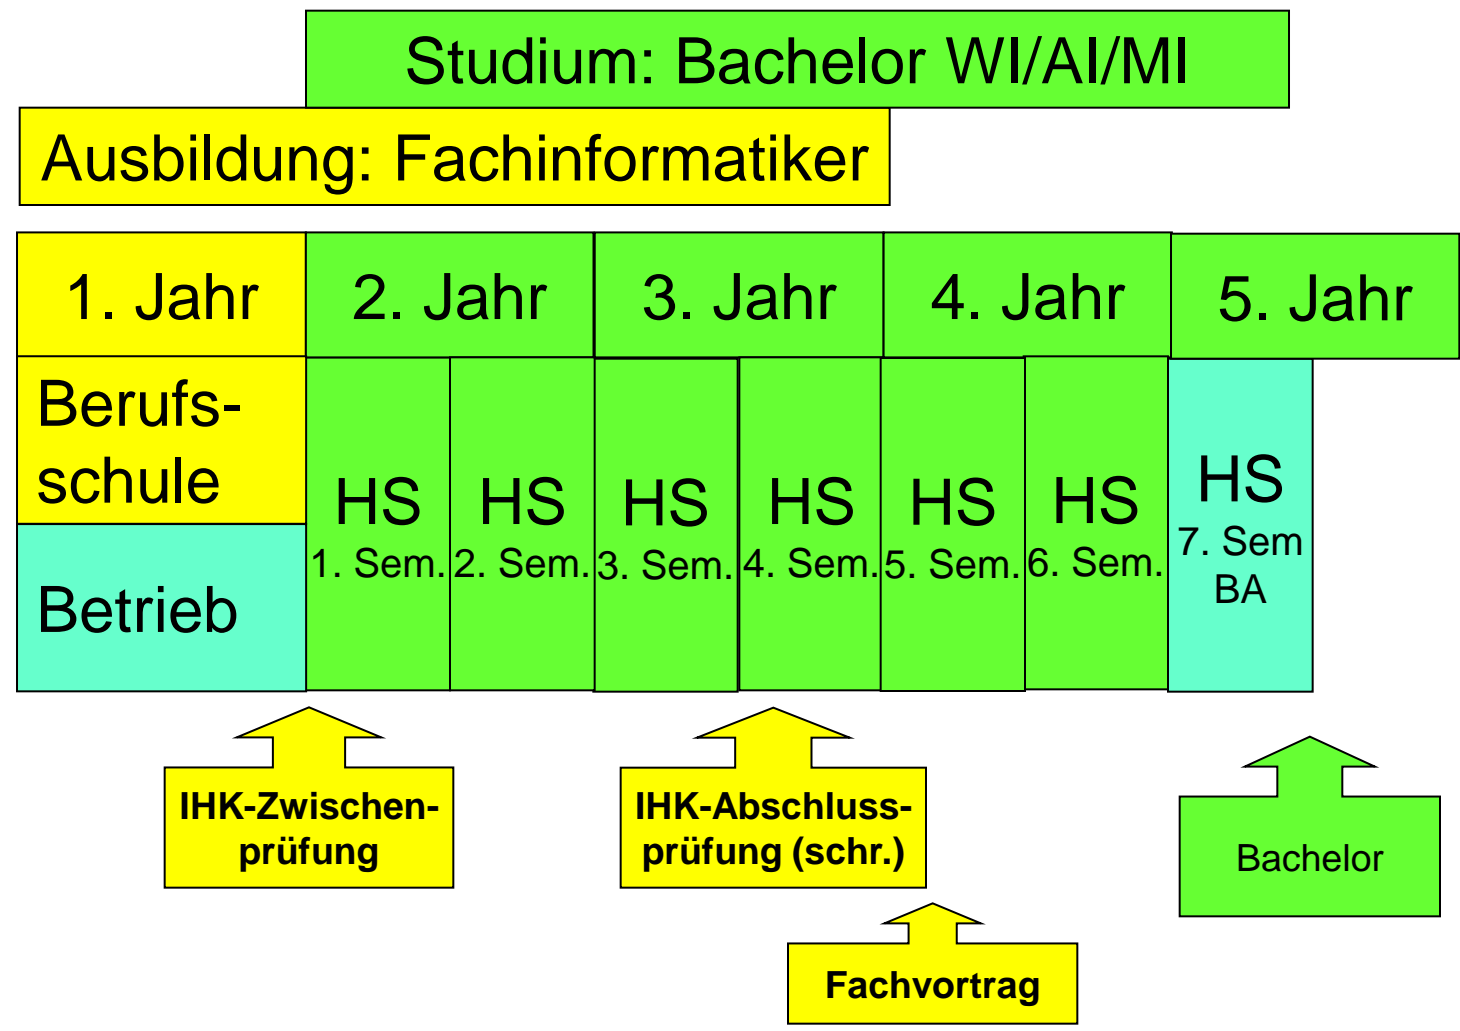 Studium: Bachelor WI/AI/MI
Ausbildung: Fachinformatiker
1. Jahr
2. Jahr
3. Jahr
4. Jahr
5. Jahr
Berufs-
schule
Betrieb
HS
1. Sem.
HS
2. Sem.
HS
3. Sem.
HS
4. Sem.
HS
5. Sem.
HS
6. Sem.
HS
7. Sem
BA
IHK-Zwischen-
prüfung
IHK-Abschluss-
prüfung (schr.)
Bachelor
Fachvortrag